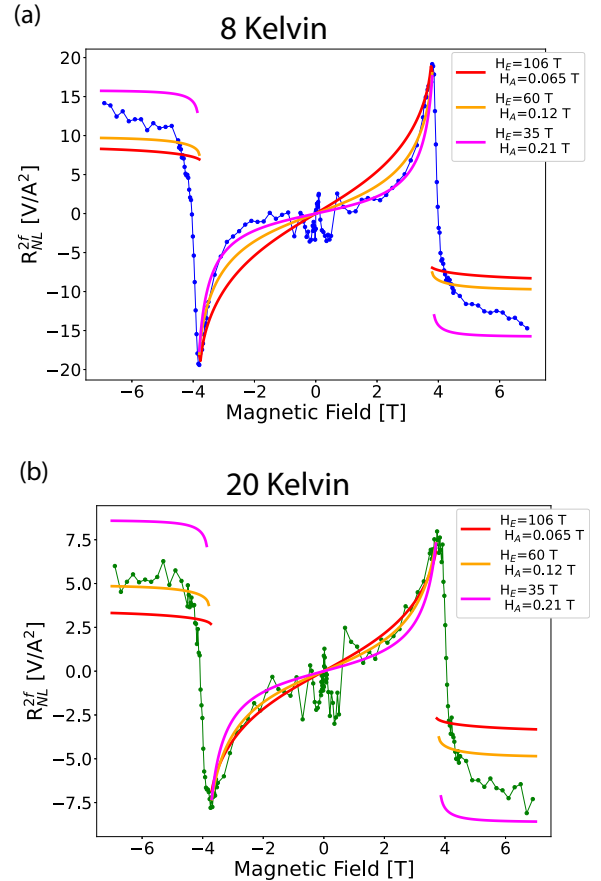 (a)
8 Kelvin
R_NL^2f [V/A^2]
20
15
10
5
0
−5
−10
−15
−20
H_E=106 T
H_A=0.065 T
H_E=60 T
H_A=0.12 T
H_E=35 T
H_A=0.21 T
−6 −4 −2 0 2 4 6
Magnetic Field [T]
(b)
20 Kelvin
R_NL^2f [V/A^2]
7.5
5.0
2.5
0.0
−2.5
−5.0
−7.5
H_E=106 T
H_A=0.065 T
H_E=60 T
H_A=0.12 T
H_E=35 T
H_A=0.21 T
−6 −4 −2 0 2 4 6
Magnetic Field [T]